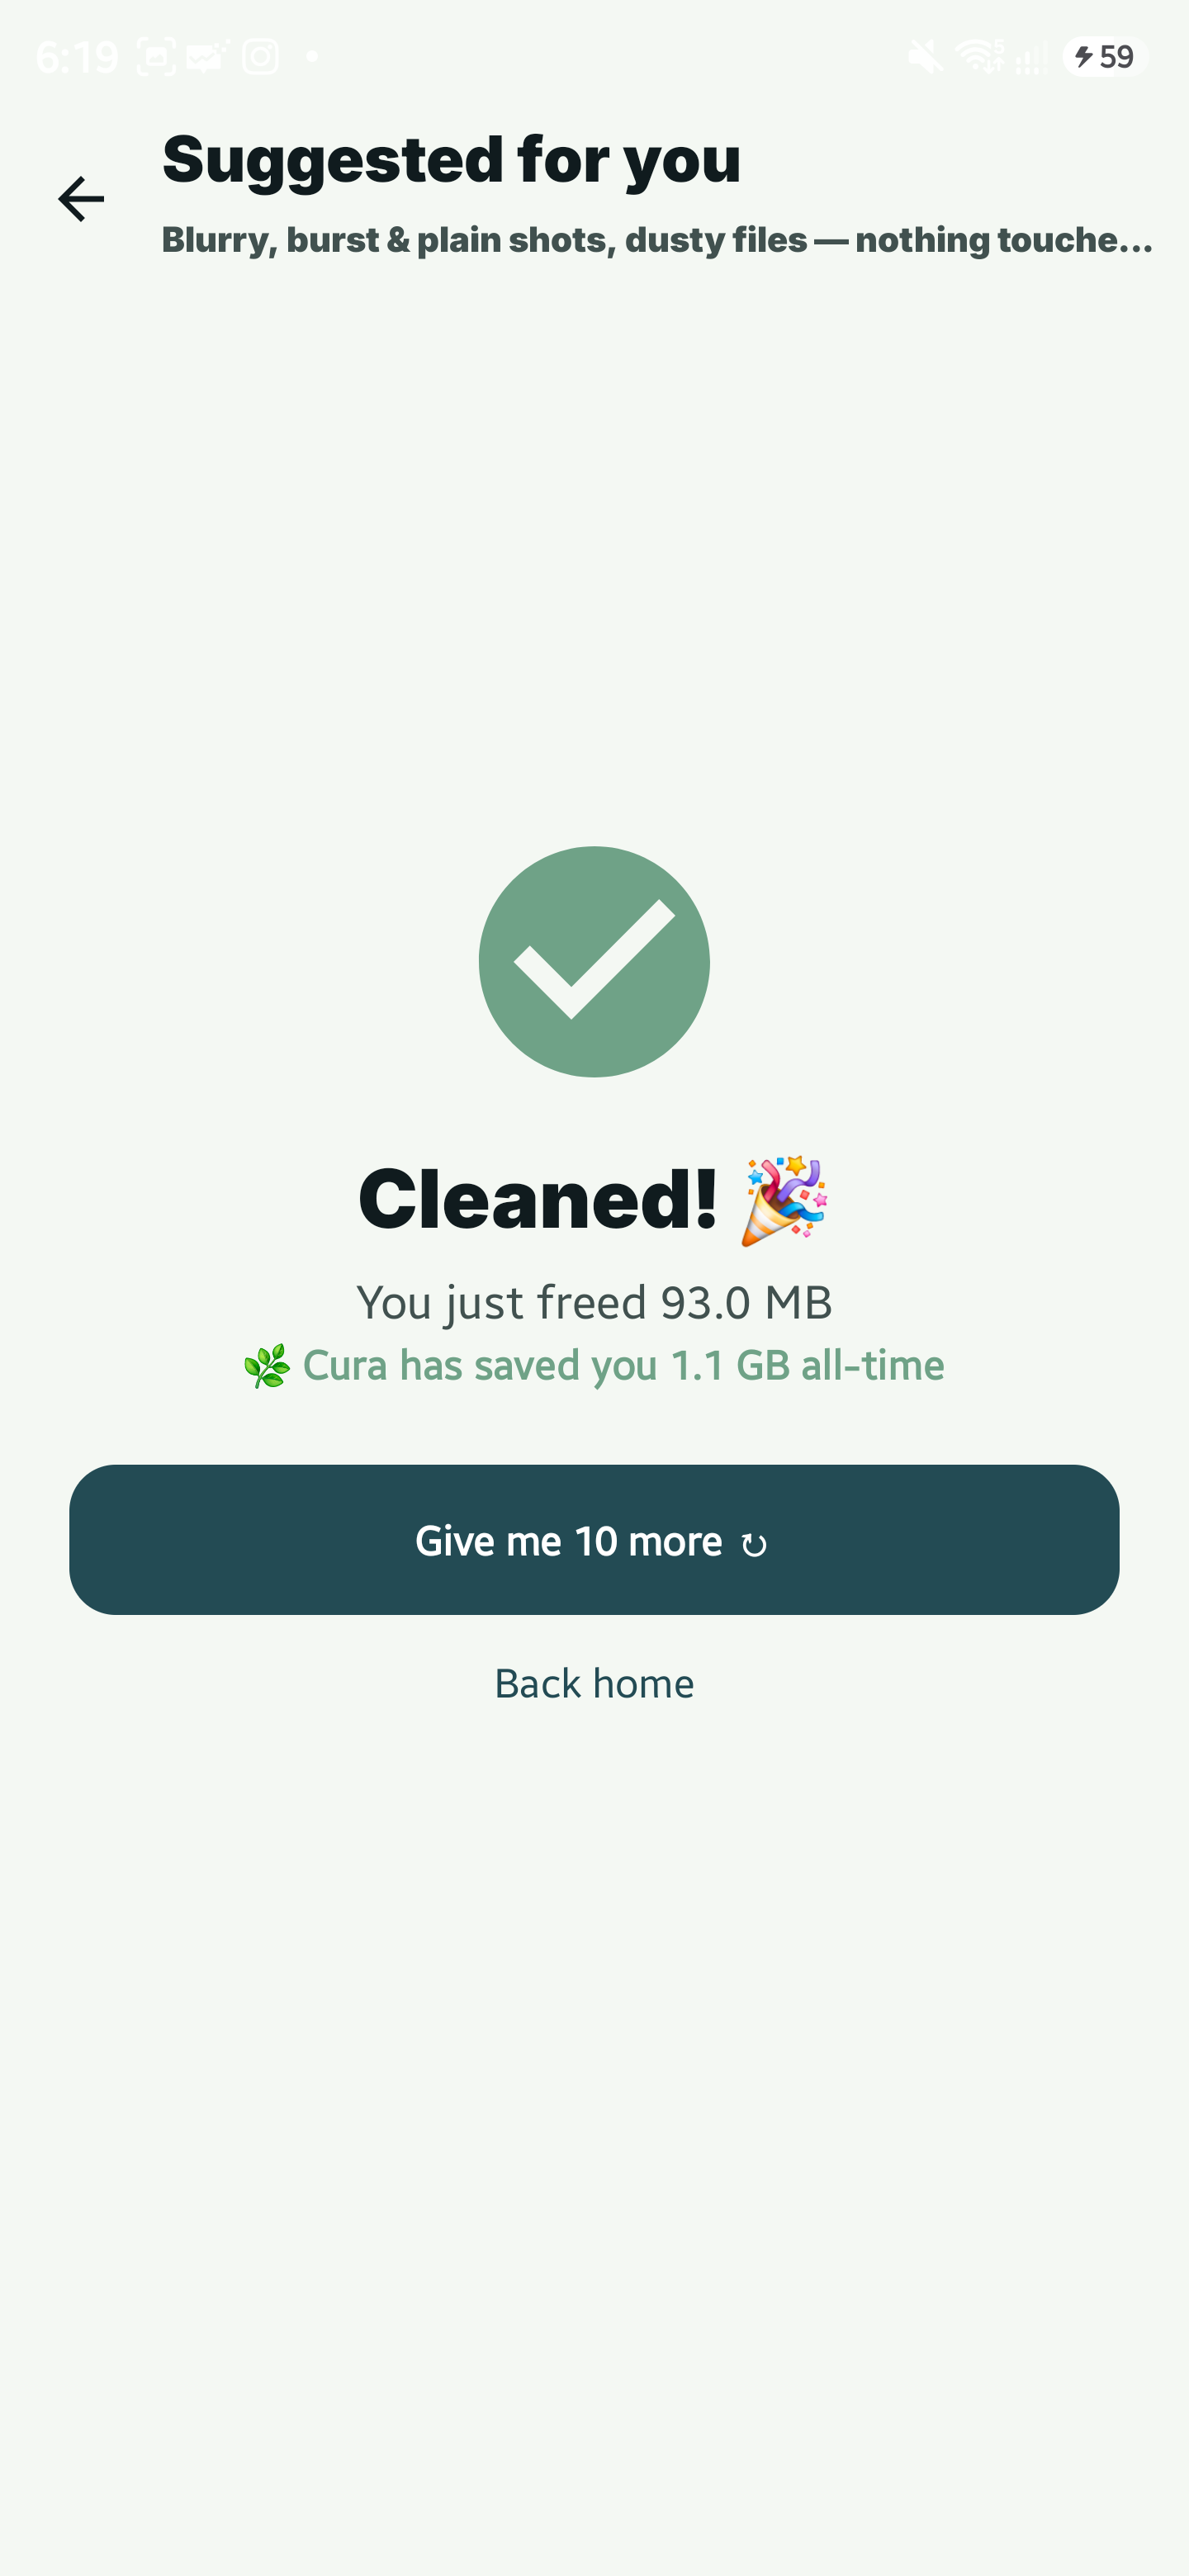 6:19
59
Suggested for you
Blurry, burst & plain shots, dusty files — nothing touche...
Cleaned! 🎉
You just freed 93.0 MB
🌿 Cura has saved you 1.1 GB all-time
Give me 10 more ↻
Back home